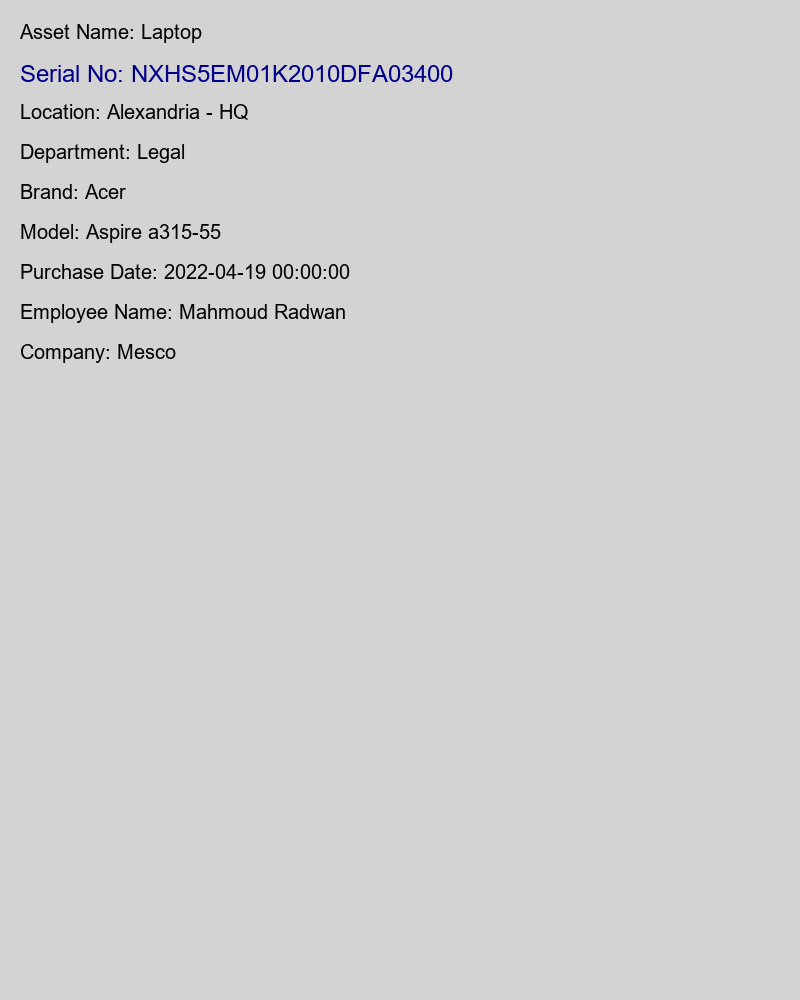 Asset Name: Laptop
Serial No: NXHS5EM01K2010DFA03400
Location: Alexandria - HQ
Department: Legal
Brand: Acer
Model: Aspire a315-55
Purchase Date: 2022-04-19 00:00:00
Employee Name: Mahmoud Radwan
Company: Mesco